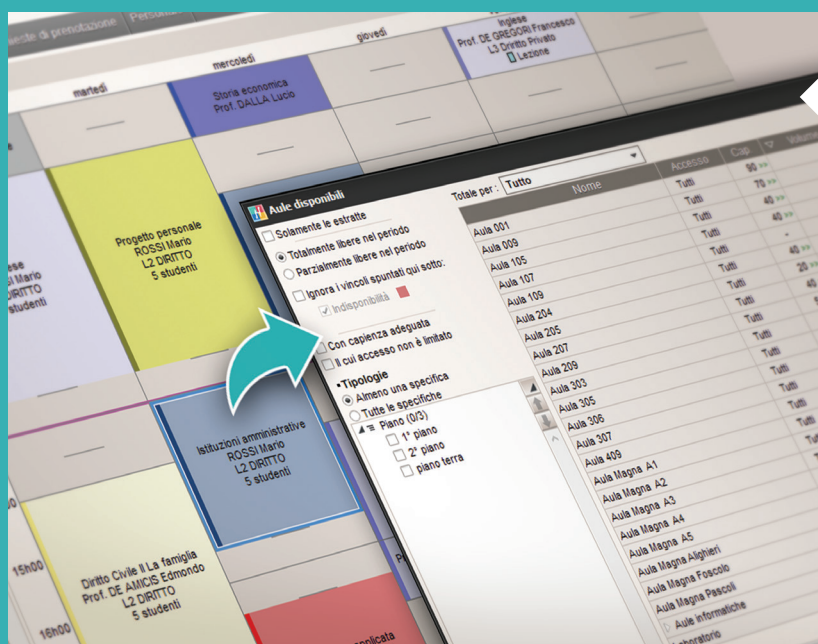 ieste di prenotazione
martedì
mercoledì
giovedì
Inglese
Prof. DE GREGORI Francesco
L3 Diritto Privato
Lezione
Storia economica
Prof. DALLA Lucio
Progetto personale
ROSSI Mario
L2 DIRITTO
5 studenti
Istituzioni amministrative
ROSSI Mario
L2 DIRITTO
5 studenti
15h00
16h00
Diritto Civile II La famiglia
Prof. DE AMICIS Edmondo
L2 DIRITTO
5 studenti
Aule disponibili
Solamente le estratte
Totalmente libere nel periodo
Parzialmente libere nel periodo
Ignora i vincoli spuntati qui sotto:
Indisponibilità
Con capienza adeguata
Il cui accesso non è limitato
•Tipologie
Almeno una specifica
Tutte le specifiche
Piano (0/3)
1° piano
2° piano
piano terra
Totale per : Tutto
Nome Accesso Cap. Volume
Aula 001 Tutti 90
Aula 009 Tutti 70
Aula 105 Tutti 40
Aula 107 Tutti 40
Aula 109 Tutti -
Aula 204 Tutti 40
Aula 205 Tutti 20
Aula 207 Tutti 40
Aula 209 Tutti
Aula 303 Tutti
Aula 305 Tutti
Aula 306 Tutti
Aula 307 Tutti
Aula 409
Aula Magna A1
Aula Magna A2
Aula Magna A3
Aula Magna A4
Aula Magna A5
Aula Magna Alighieri
Aula Magna Foscolo
Aula Magna Pascoli
Aule informatiche